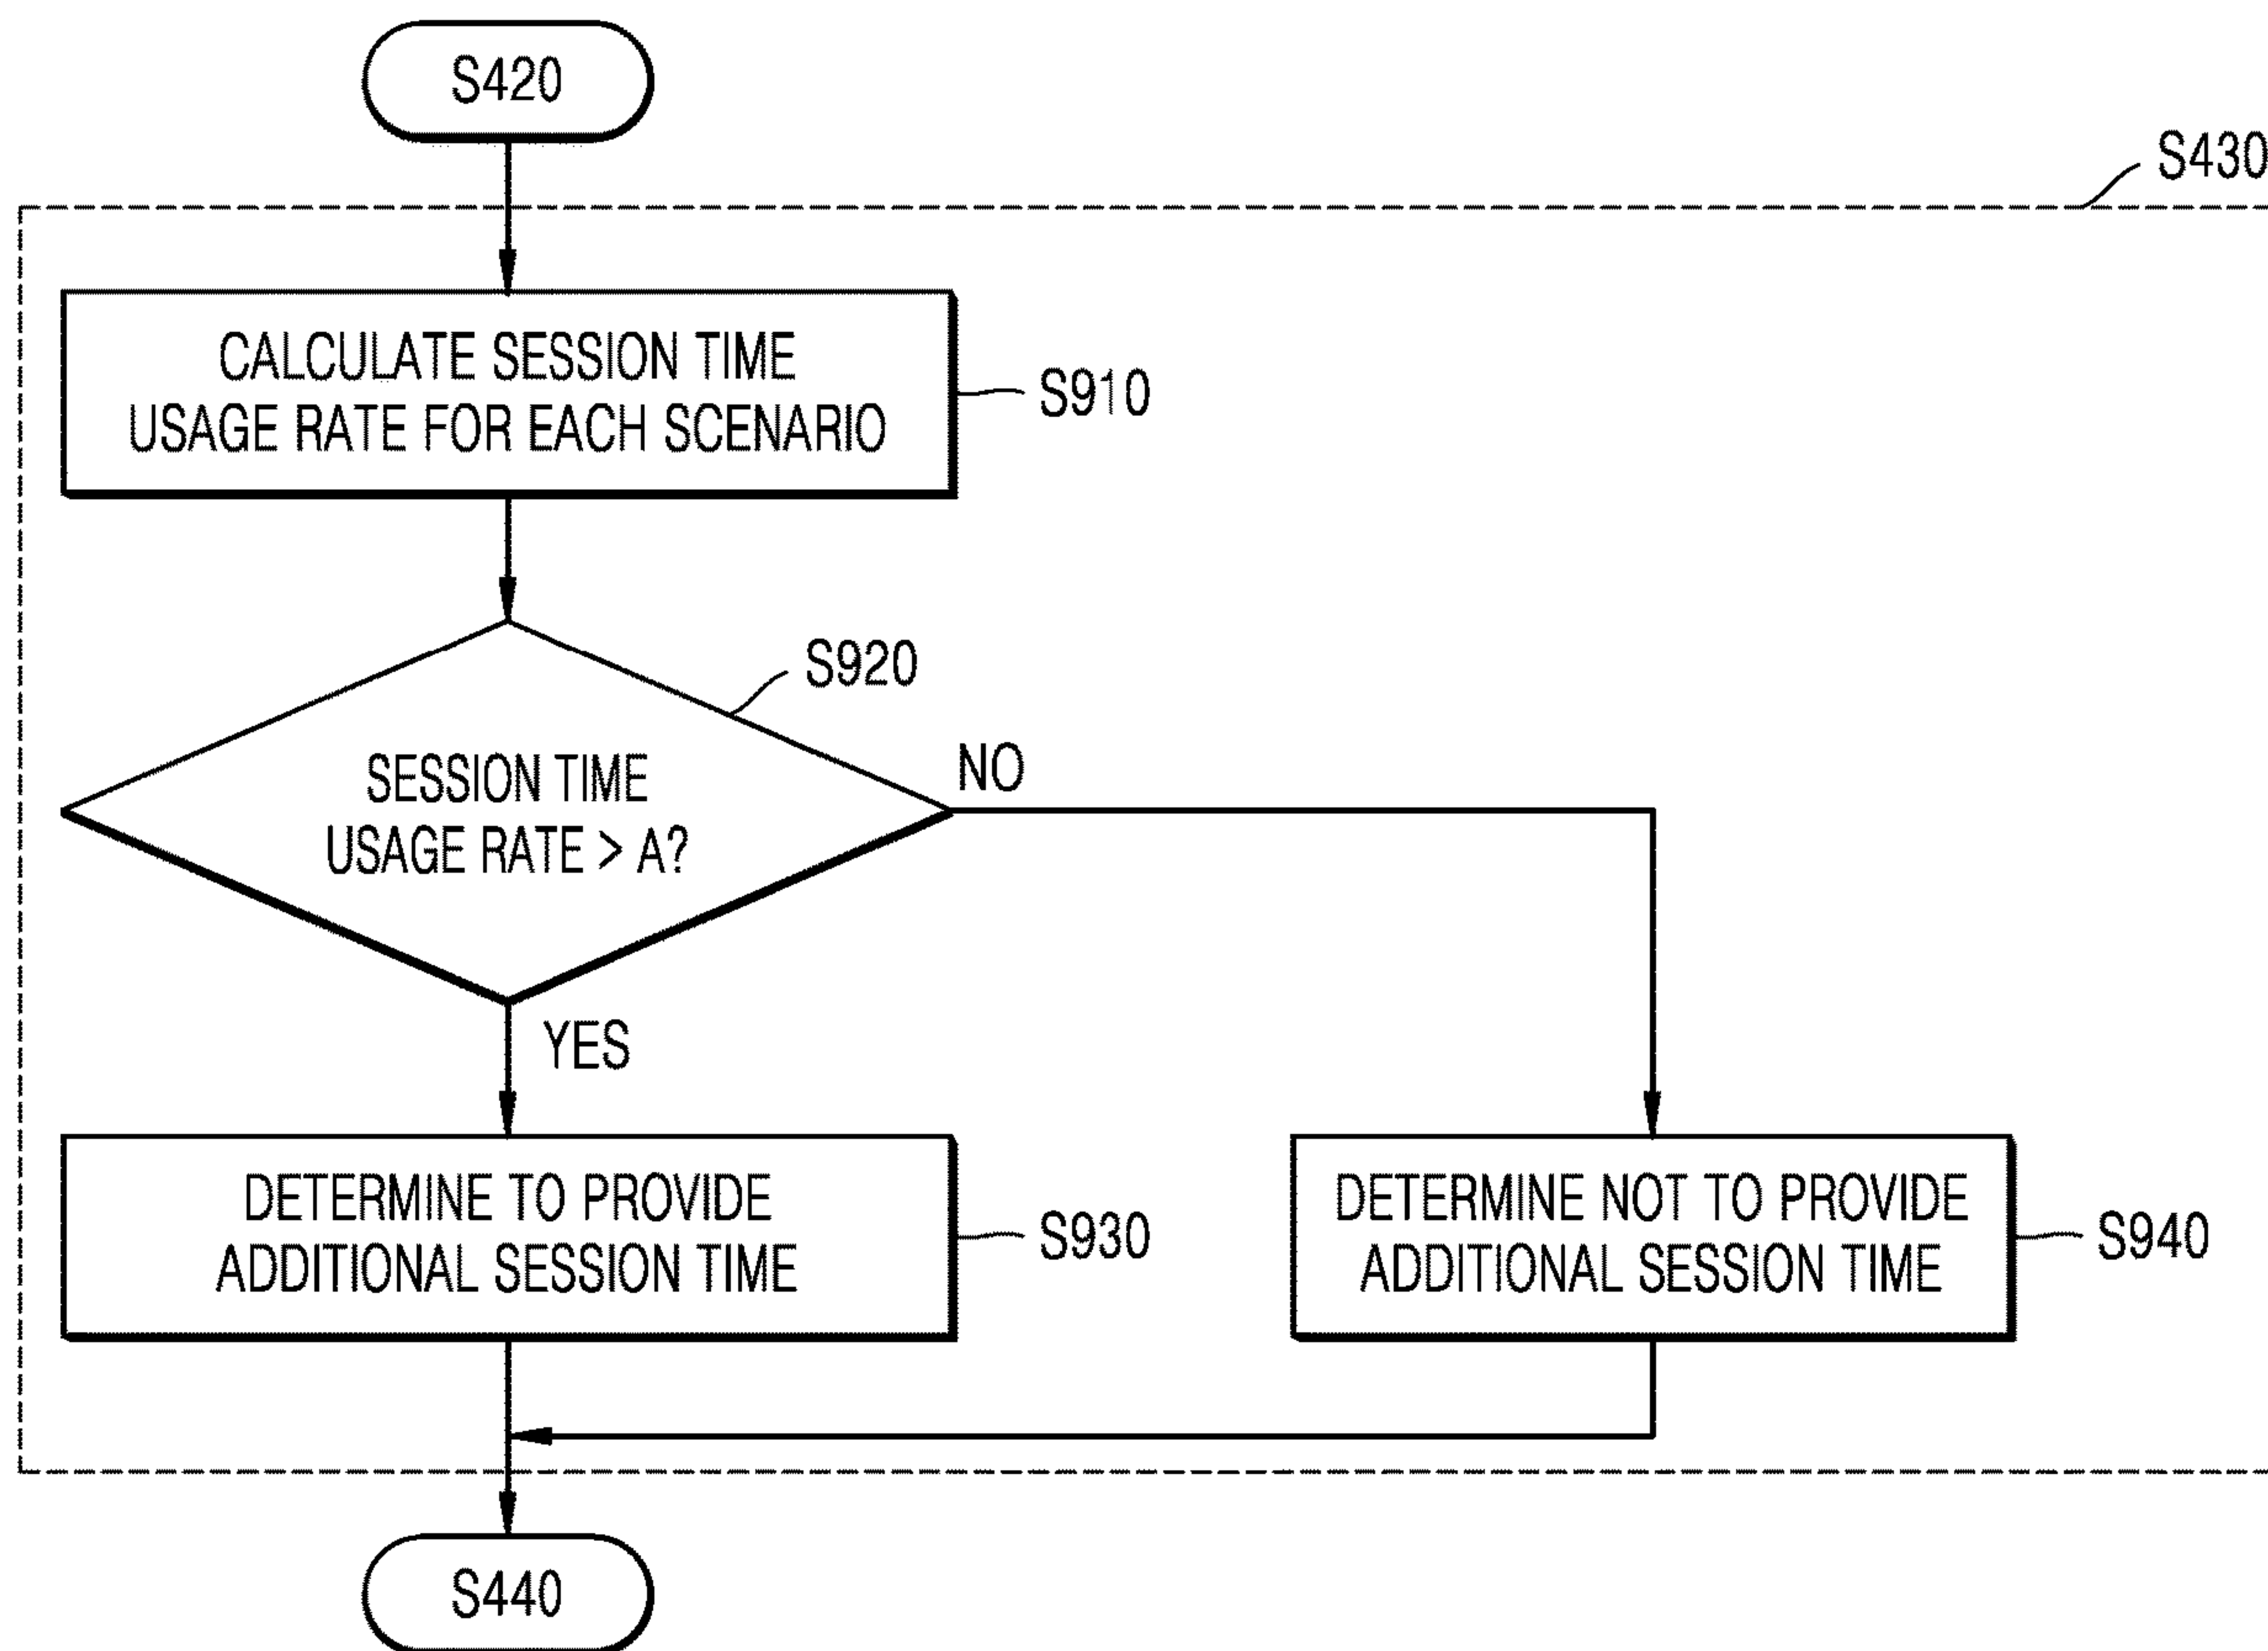 S420
S430
CALCULATE SESSION TIME
USAGE RATE FOR EACH SCENARIO
S910
S920
SESSION TIME
USAGE RATE > A?
NO
YES
DETERMINE TO PROVIDE
ADDITIONAL SESSION TIME
S930
DETERMINE NOT TO PROVIDE
ADDITIONAL SESSION TIME
S940
S440